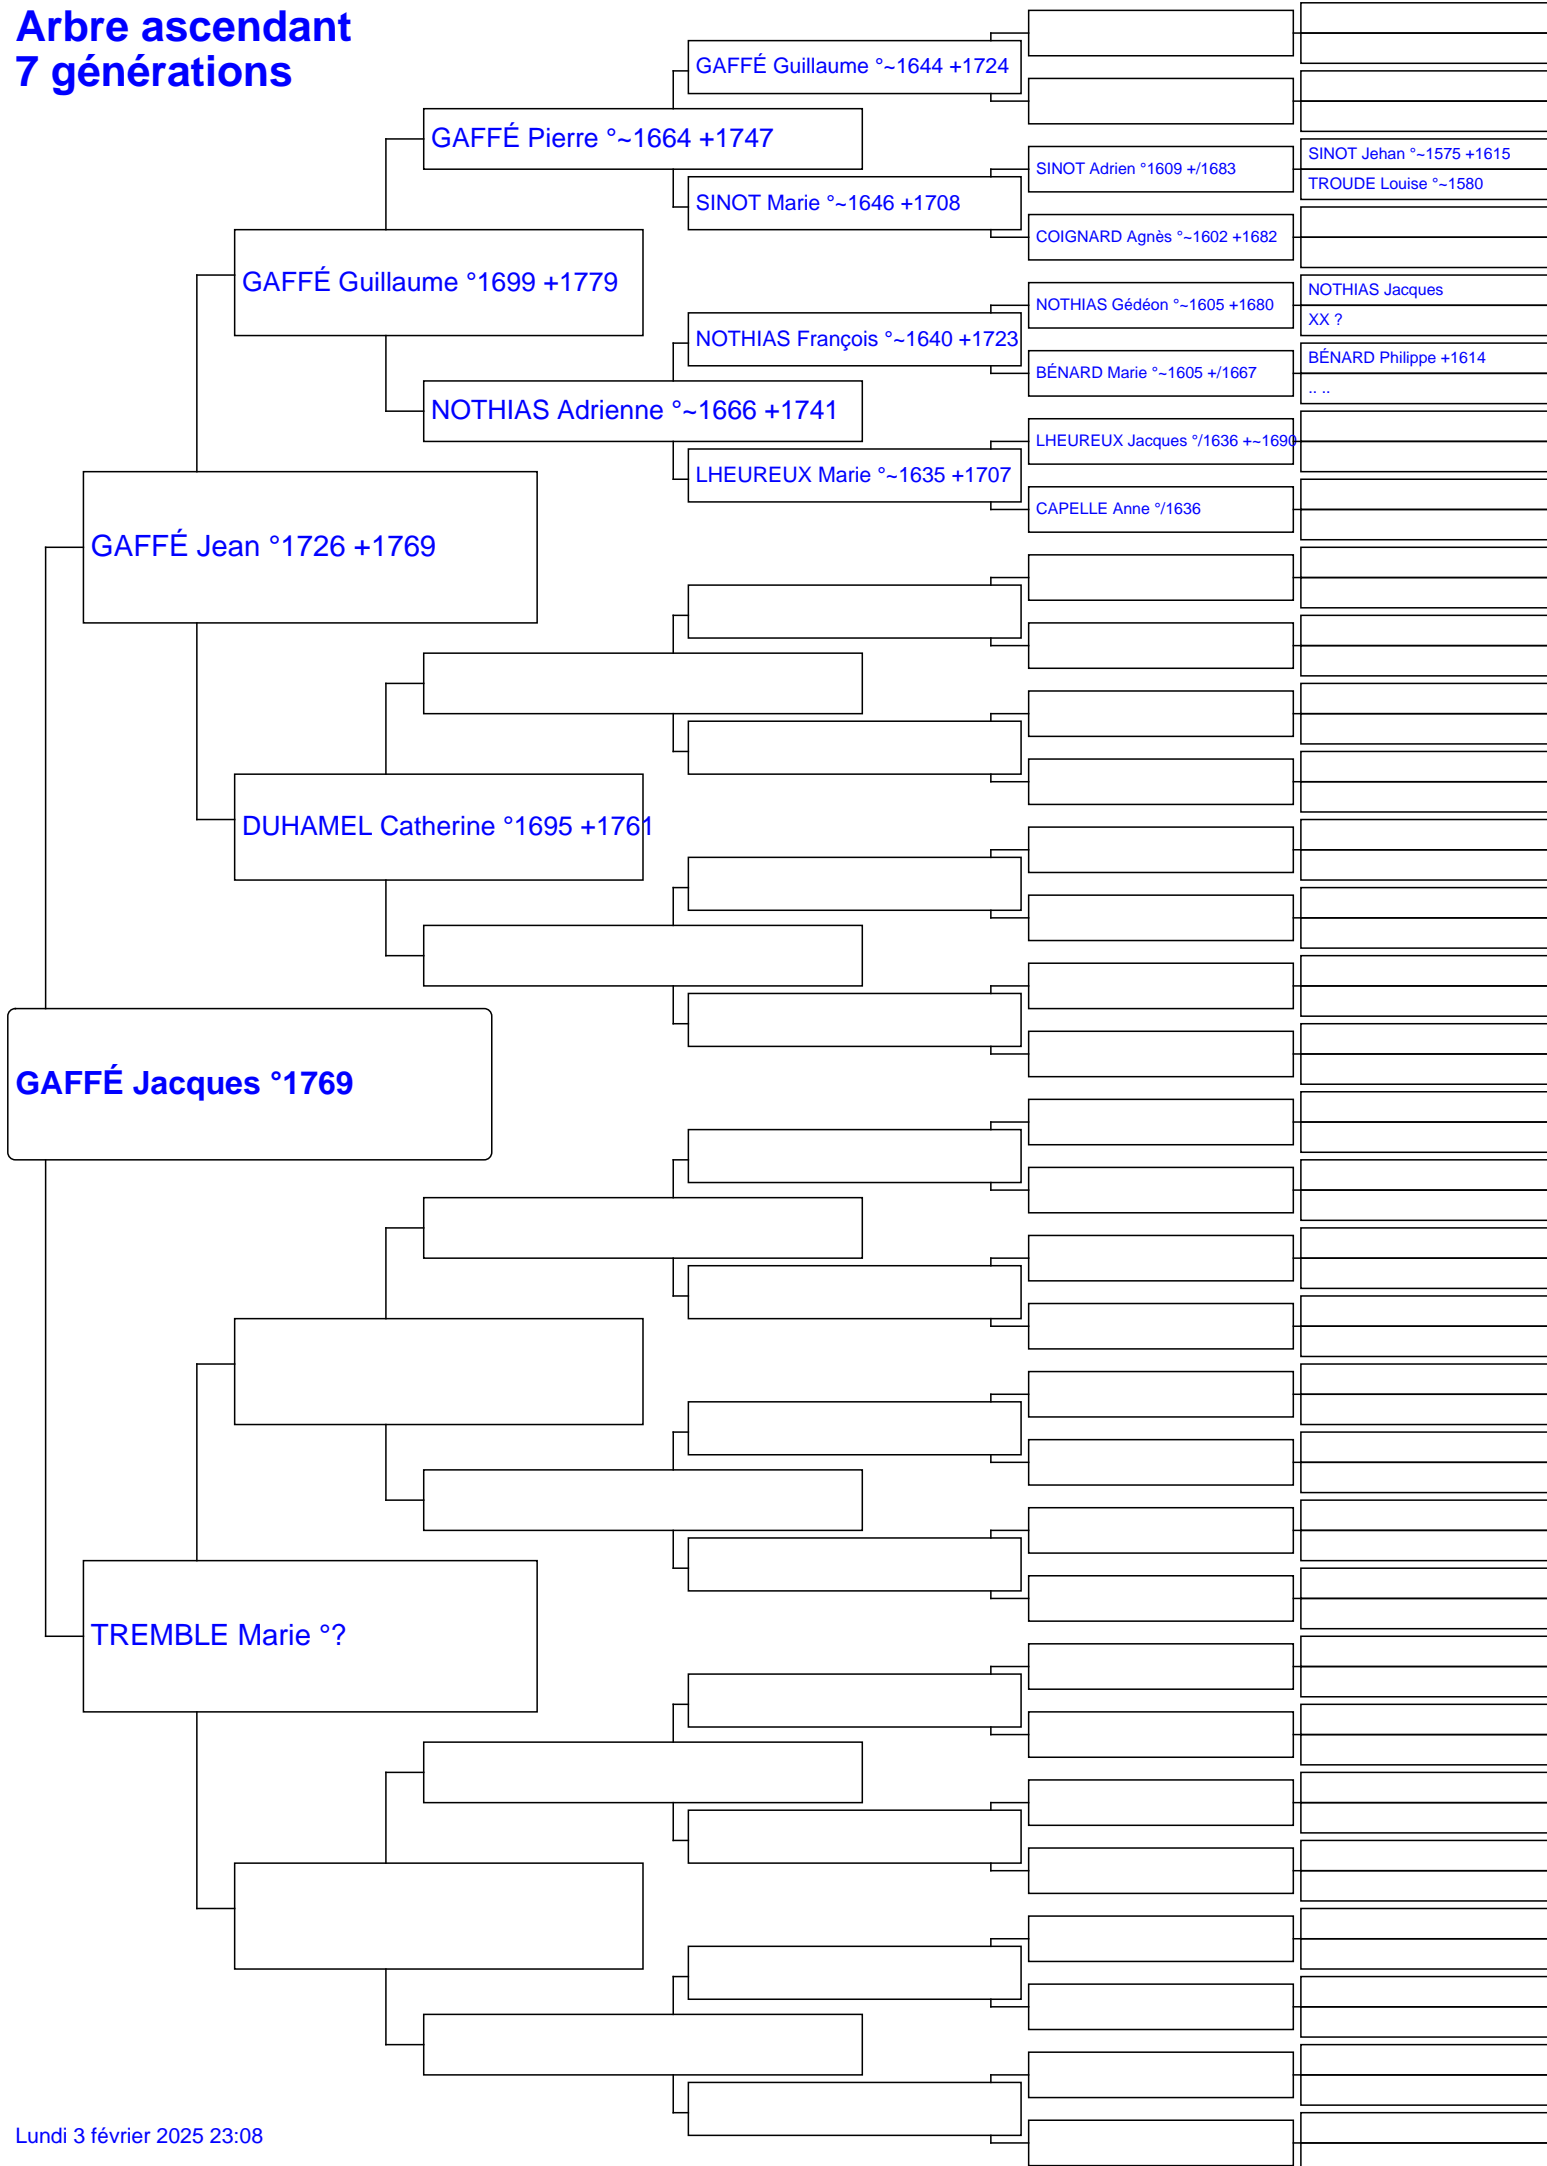 Arbre ascendant
7 générations
GAFFÉ Guillaume °~1644 +1724
GAFFÉ Pierre °~1664 +1747
SINOT Jehan °~1575 +1615
SINOT Adrien °1609 +/1683
TROUDE Louise °~1580
SINOT Marie °~1646 +1708
COIGNARD Agnès °~1602 +1682
GAFFÉ Guillaume °1699 +1779
NOTHIAS Jacques
NOTHIAS Gédéon °~1605 +1680
XX ?
NOTHIAS François °~1640 +1723
BÉNARD Philippe +1614
BÉNARD Marie °~1605 +/1667
.. ..
NOTHIAS Adrienne °~1666 +1741
LHEUREUX Jacques °/1636 +~1690
LHEUREUX Marie °~1635 +1707
CAPELLE Anne °/1636
GAFFÉ Jean °1726 +1769
DUHAMEL Catherine °1695 +1761
GAFFÉ Jacques °1769
TREMBLE Marie °?
Lundi 3 février 2025 23:08